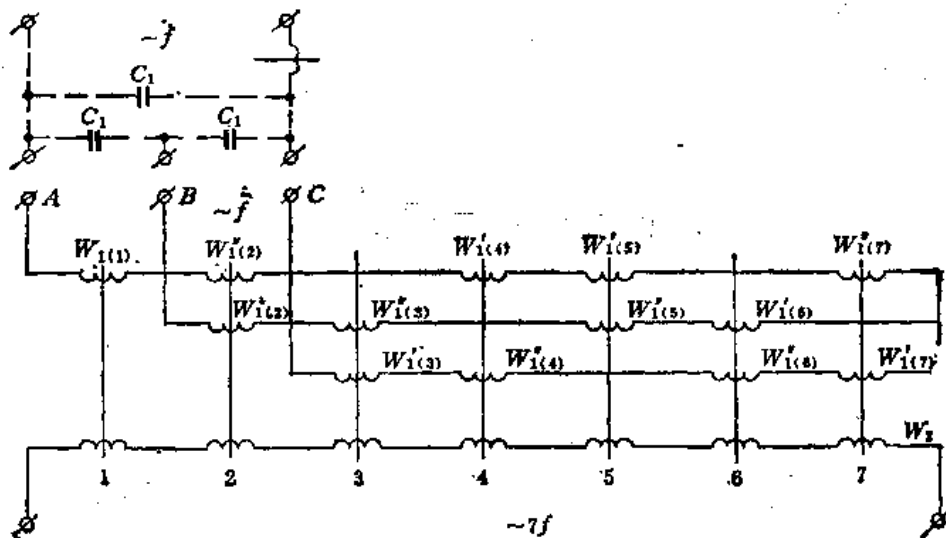 ~f
C₁
C₁ C₁
A B C
~f
W₁₍₁₎ W″₁₍₂₎ W′₁₍₄₎ W′₁₍₅₎ W″₁₍₇₎
W′₁₍₂₎ W″₁₍₃₎ W″₁₍₅₎ W′₁₍₆₎
W′₁₍₃₎ W″₁₍₄₎ W″₁₍₆₎ W′₁₍₇₎
W₂
1 2 3 4 5 6 7
~7f